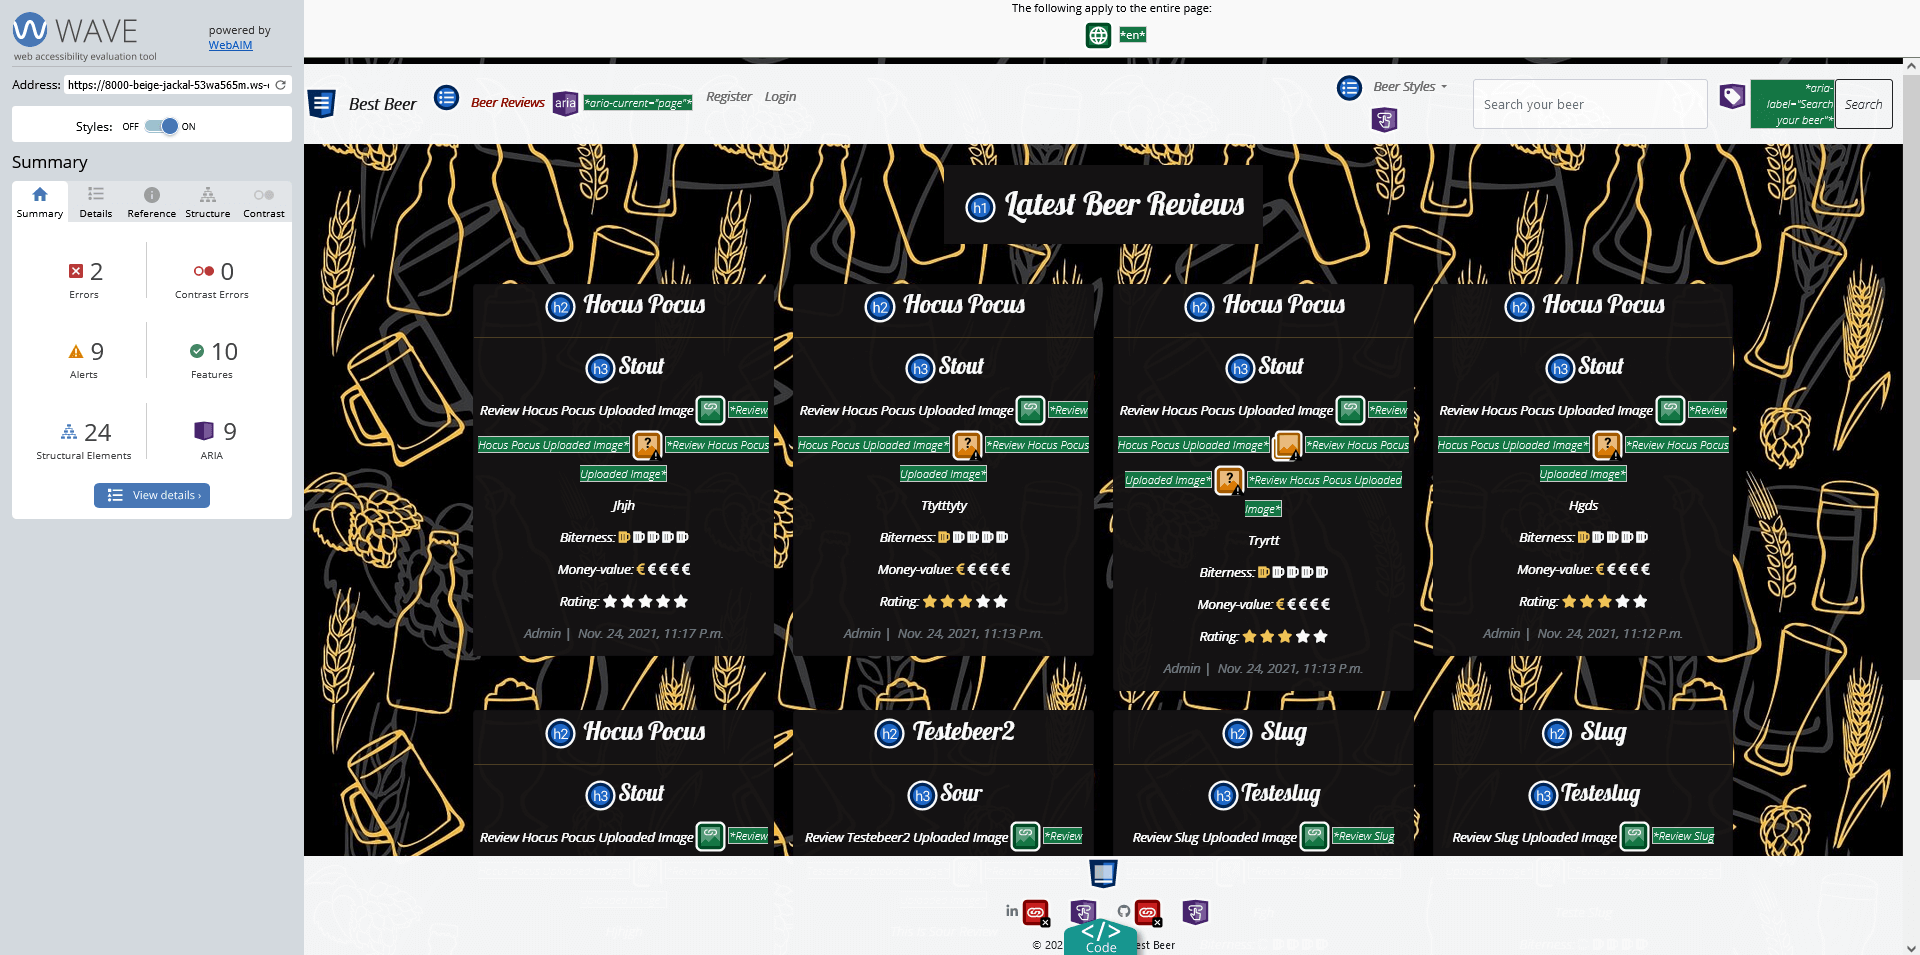 WAVE
web accessibility evaluation tool
powered by
WebAIM
Address: https://8000-beige-jackal-53wa565m.ws-
Styles: OFF ON
Summary
Summary Details Reference Structure Contrast
2
Errors
0
Contrast Errors
9
Alerts
10
Features
24
Structural Elements
9
ARIA
View details ›
The following apply to the entire page:
*en*
Best Beer Beer Reviews aria *aria-current="page"* Register Login Beer Styles
Search your beer
*aria-
label="Search
your beer"*
Search
h1 Latest Beer Reviews
h2 Hocus Pocus
h3 Stout
Review Hocus Pocus Uploaded Image *Review
Hocus Pocus Uploaded Image* ? *Review Hocus Pocus
Uploaded Image*
Jhjh
Biterness:
Money-value: € € € € €
Rating:
Admin | Nov. 24, 2021, 11:17 P.m.
h2 Hocus Pocus
h3 Stout
Review Hocus Pocus Uploaded Image *Review
Hocus Pocus Uploaded Image* ? *Review Hocus Pocus
Uploaded Image*
Ttytttyty
Biterness:
Money-value: € € € € €
Rating:
Admin | Nov. 24, 2021, 11:13 P.m.
h2 Hocus Pocus
h3 Stout
Review Hocus Pocus Uploaded Image *Review
Hocus Pocus Uploaded Image* *Review Hocus Pocus
Uploaded Image* ? *Review Hocus Pocus Uploaded
Image*
Tryrtt
Biterness:
Money-value: € € € € €
Rating:
Admin | Nov. 24, 2021, 11:13 P.m.
h2 Hocus Pocus
h3 Stout
Review Hocus Pocus Uploaded Image *Review
Hocus Pocus Uploaded Image* ? *Review Hocus Pocus
Uploaded Image*
Hgds
Biterness:
Money-value: € € € € €
Rating:
Admin | Nov. 24, 2021, 11:12 P.m.
h2 Hocus Pocus
h3 Stout
Review Hocus Pocus Uploaded Image *Review
h2 Testebeer2
h3 Sour
Review Testebeer2 Uploaded Image *Review
h2 Slug
h3 Testeslug
Review Slug Uploaded Image *Review Slug
h2 Slug
h3 Testeslug
Review Slug Uploaded Image *Review Slug
in
© 202 est Beer
</> Code